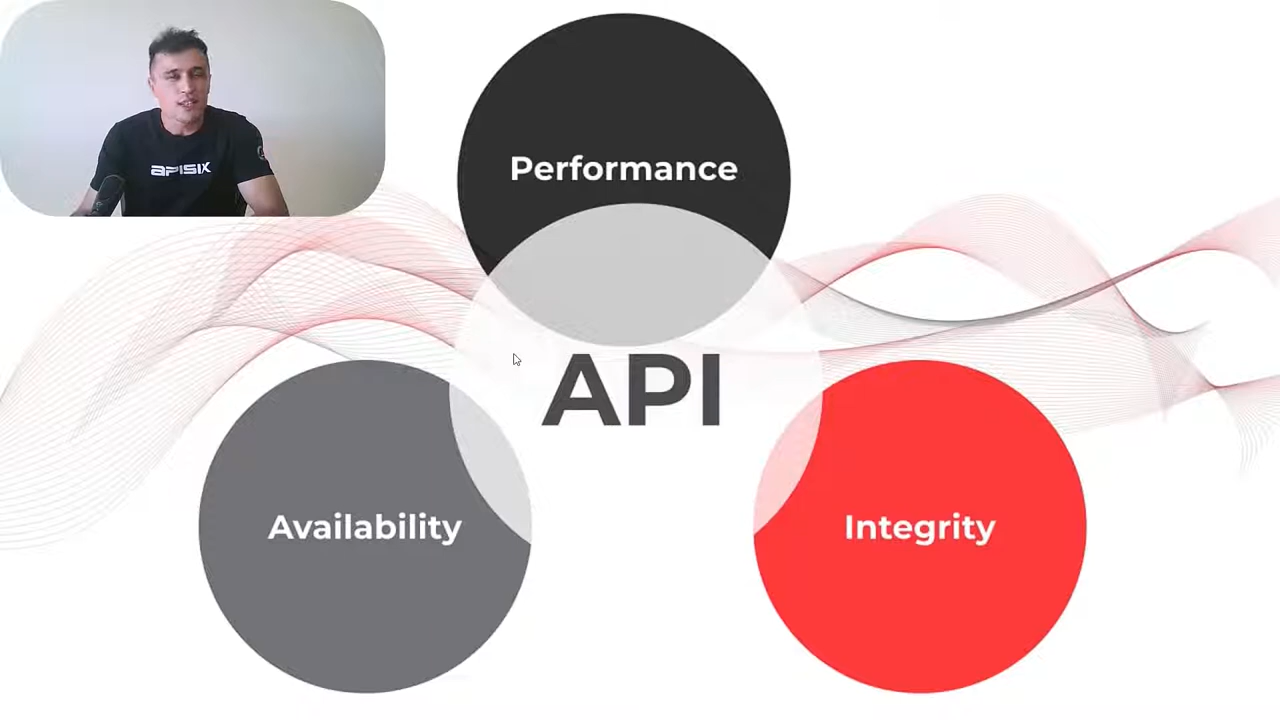 Performance
APISIX
API
Availability
Integrity